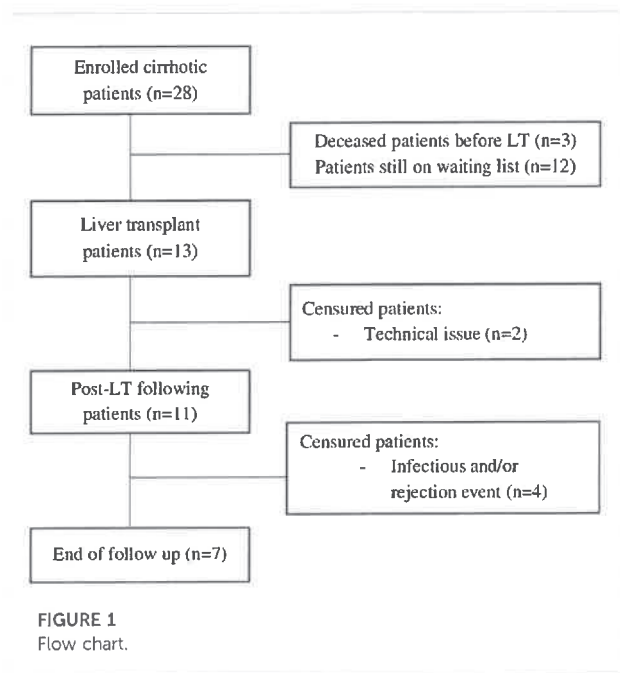 Enrolled cirrhotic
patients (n=28)
Deceased patients before LT (n=3)
Patients still on waiting list (n=12)
Liver transplant
patients (n=13)
Censured patients:
- Technical issue (n=2)
Post-LT following
patients (n=11)
Censured patients:
- Infectious and/or
rejection event (n=4)
End of follow up (n=7)
FIGURE 1
Flow chart.